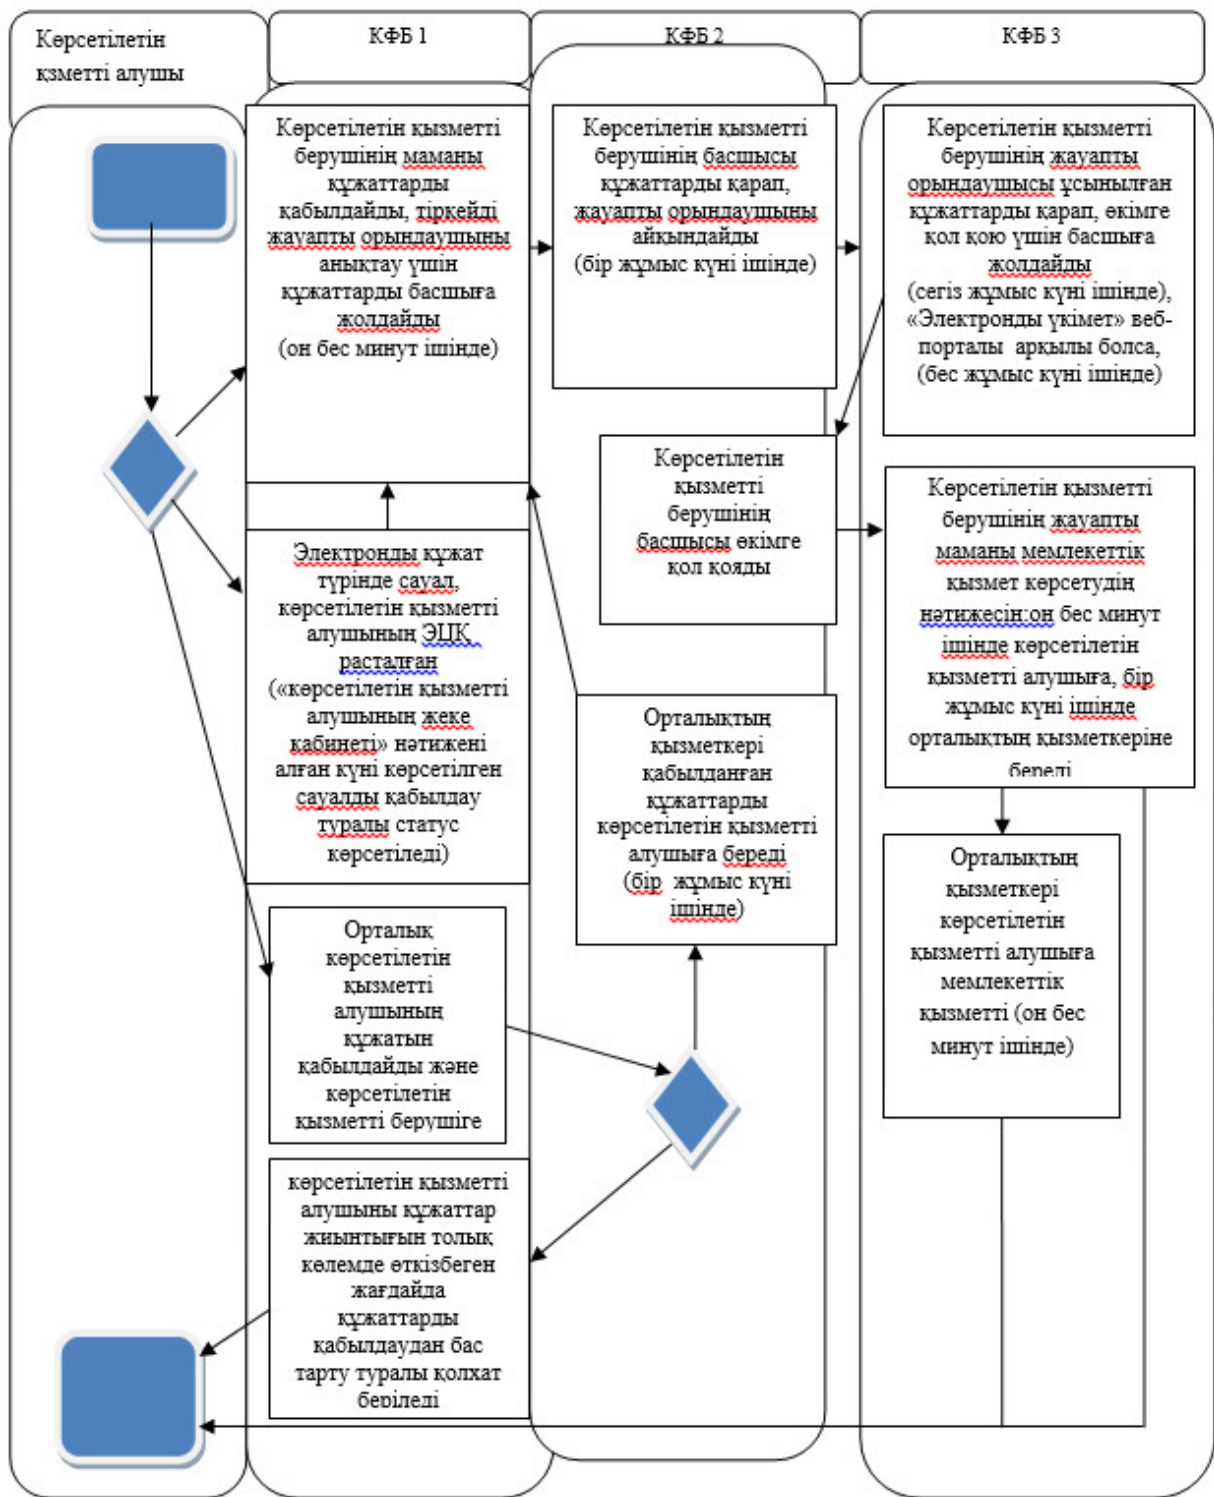 Көрсетілетін
қзметті алушы
КФБ 1
КФБ 2
КФБ 3
Көрсетілетін қызметті
берушінің маманы
құжаттарды
қабылдайды, тіркейді
жауапты орындаушыны
анықтау үшін
құжаттарды басшыға
жолдайды
(он бес минут ішінде)
Көрсетілетін қызметті
берушінің басшысы
құжаттарды қарап,
жауапты орындаушыны
айқындайды
(бір жұмыс күні ішінде)
Көрсетілетін қызметті
берушінің жауапты
орындаушысы ұсынылған
құжаттарды қарап, өкімге
қол қою үшін басшыға
жолдайды
(сегіз жұмыс күні ішінде),
«Электронды үкімет» веб-
порталы арқылы болса,
(бес жұмыс күні ішінде)
Көрсетілетін
қызметті
берушінің
басшысы өкімге
қол қояды
Көрсетілетін қызметті
берушінің жауапты
маманы мемлекеттік
қызмет көрсетудің
нәтижесін:он бес минут
ішінде көрсетілетін
қызметті алушыға, бір
жұмыс күні ішінде
орталықтың қызметкеріне
береді
Электронды құжат
түрінде сауал,
көрсетілетін қызметті
алушының ЭЦҚ
расталған
(«көрсетілетін қызметті
алушының жеке
кабинеті» нәтижені
алған күні көрсетілген
сауалды қабылдау
туралы статус
көрсетіледі)
Орталықтың
қызметкері
қабылданған
құжаттарды
көрсетілетін қызметті
алушыға береді
(бір жұмыс күні
ішінде)
Орталықтың
қызметкері
көрсетілетін
қызметті алушыға
мемлекеттік
қызметті (он бес
минут ішінде)
Орталық
көрсетілетін
қызметті
алушының
құжатын
қабылдайды және
көрсетілетін
қызметті берушіге
көрсетілетін қызметті
алушыны құжаттар
жиынтығын толық
көлемде өткізбеген
жағдайда
құжаттарды
қабылдаудан бас
тарту туралы қолхат
беріледі